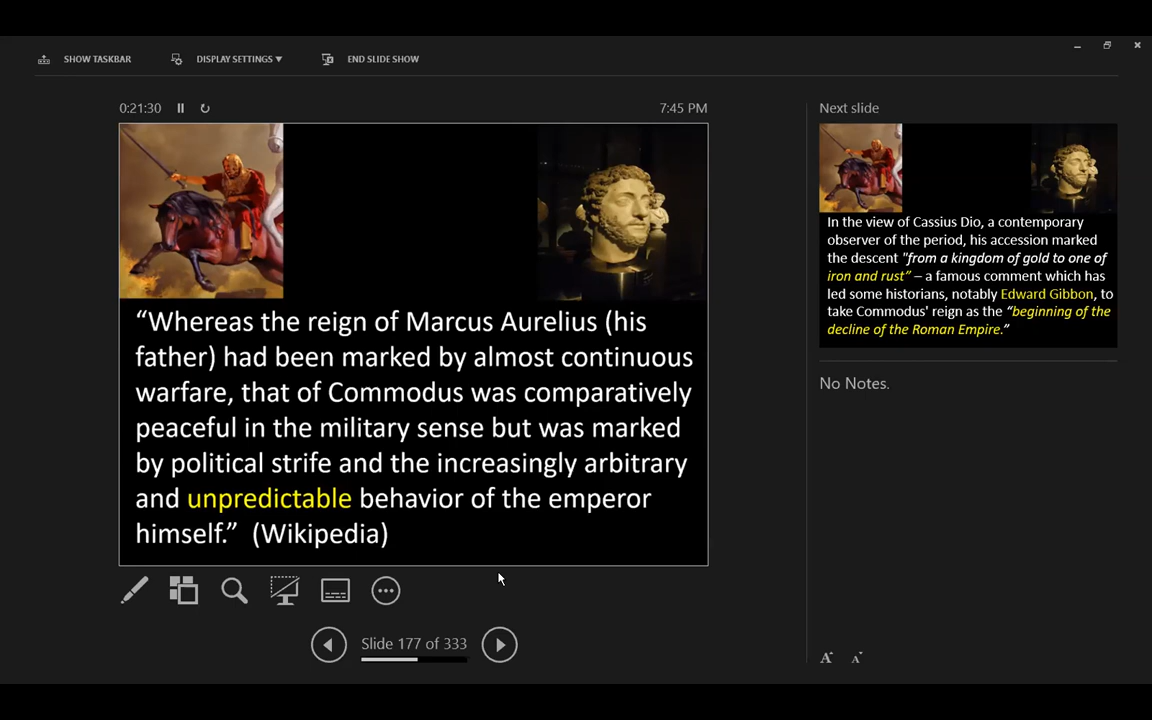 SHOW TASKBAR
DISPLAY SETTINGS ▼
END SLIDE SHOW
0:21:30
7:45 PM
“Whereas the reign of Marcus Aurelius (his
father) had been marked by almost continuous
warfare, that of Commodus was comparatively
peaceful in the military sense but was marked
by political strife and the increasingly arbitrary
and unpredictable behavior of the emperor
himself.” (Wikipedia)
Slide 177 of 333
Next slide
In the view of Cassius Dio, a contemporary
observer of the period, his accession marked
the descent "from a kingdom of gold to one of
iron and rust” – a famous comment which has
led some historians, notably Edward Gibbon, to
take Commodus' reign as the “beginning of the
decline of the Roman Empire.”
No Notes.
A A